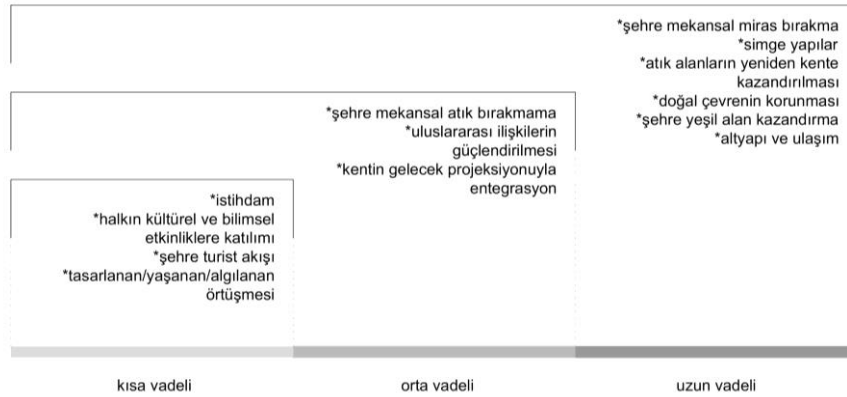 *şehre mekansal miras bırakma
*simge yapılar
*atık alanların yeniden kente
kazandırılması
*doğal çevrenin korunması
*şehre yeşil alan kazandırma
*altyapı ve ulaşım
*şehre mekansal atık bırakmama
*uluslararası ilişkilerin
güçlendirilmesi
*kentin gelecek projeksiyonuyla
entegrasyon
*istihdam
*halkın kültürel ve bilimsel
etkinliklere katılımı
*şehre turist akışı
*tasarlanan/yaşanan/algılanan
örtüşmesi
kısa vadeli
orta vadeli
uzun vadeli